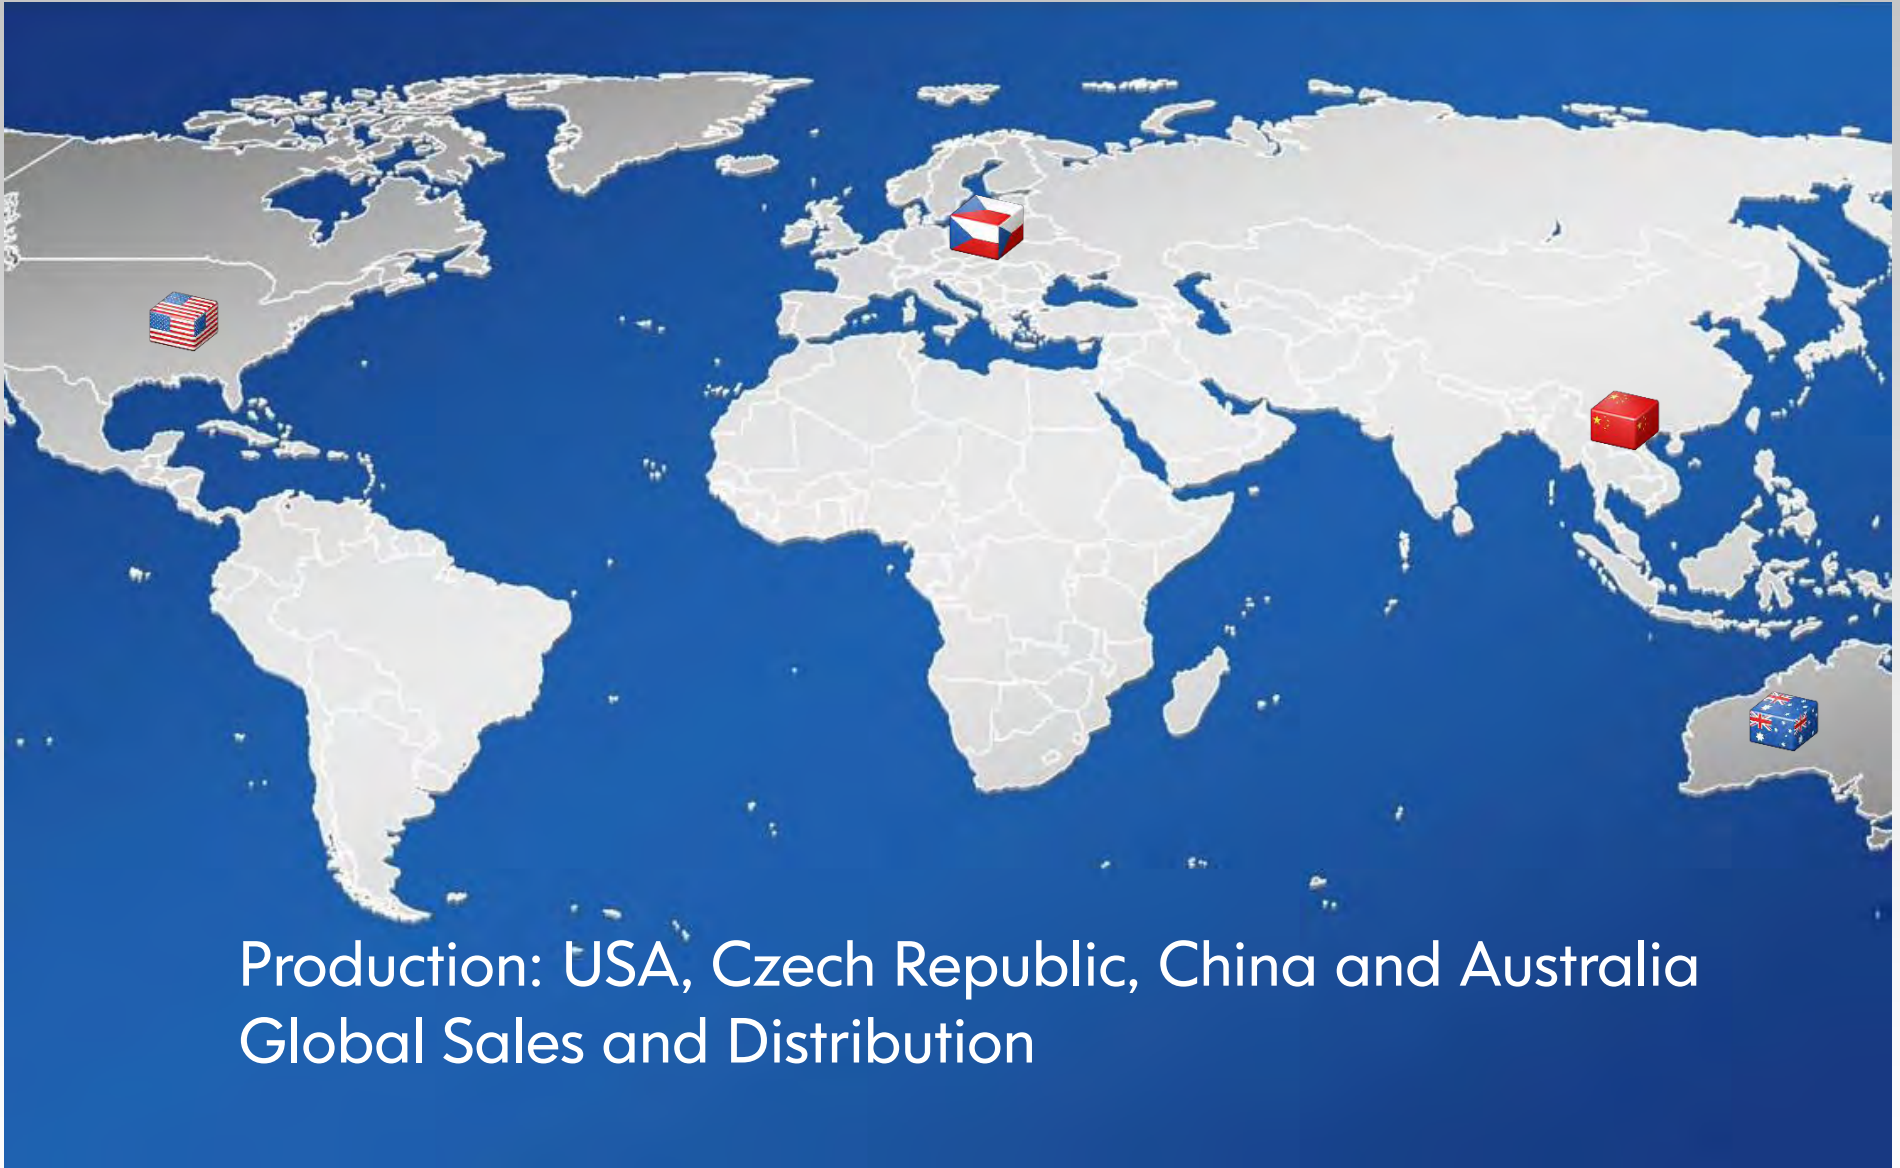 Production: USA, Czech Republic, China and Australia
Global Sales and Distribution